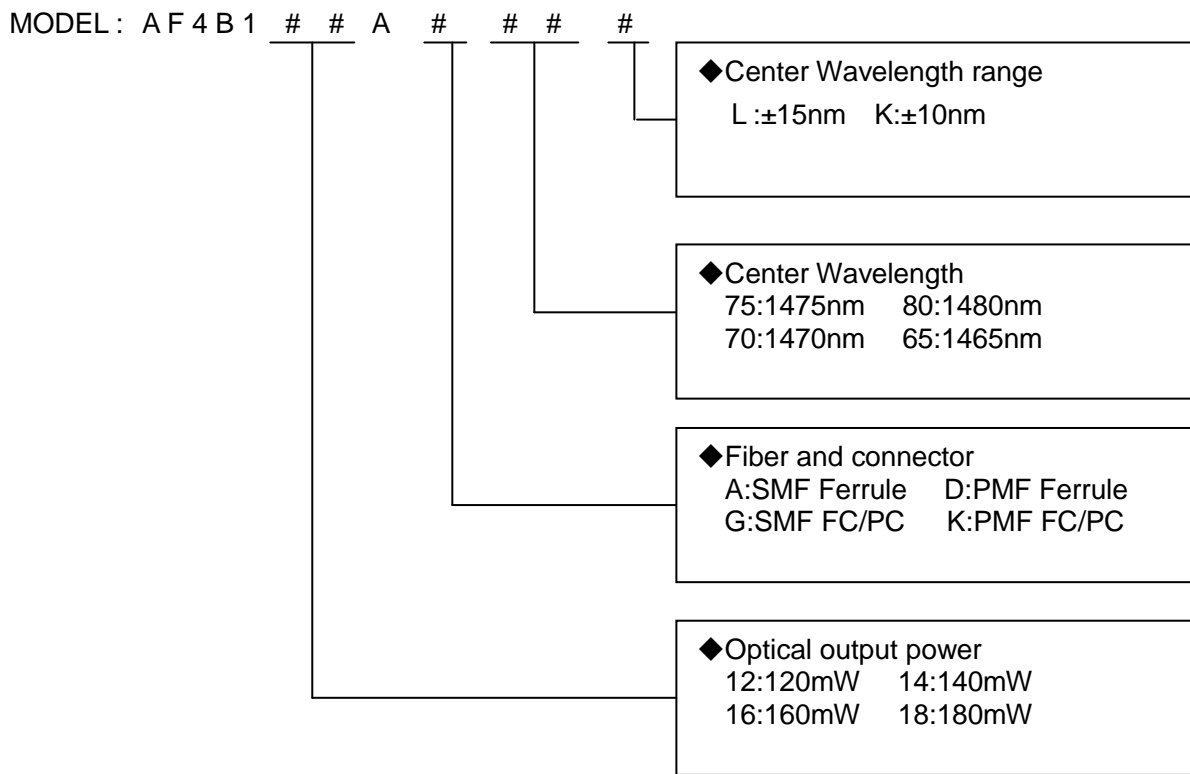 MODEL : A F 4 B 1 # # A # # # #
◆Center Wavelength range
L :±15nm K:±10nm
◆Center Wavelength
75:1475nm 80:1480nm
70:1470nm 65:1465nm
◆Fiber and connector
A:SMF Ferrule D:PMF Ferrule
G:SMF FC/PC K:PMF FC/PC
◆Optical output power
12:120mW 14:140mW
16:160mW 18:180mW